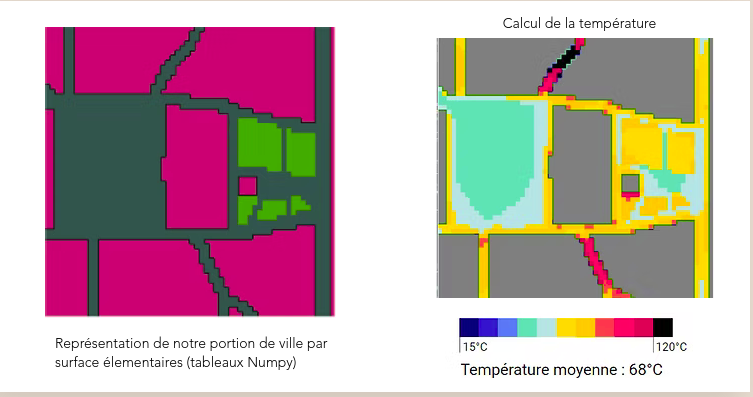 Calcul de la température
Représentation de notre portion de ville par
surface élementaires (tableaux Numpy)
15°C
120°C
Température moyenne : 68°C